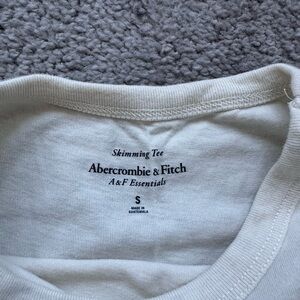 Skimming Tee
Abercrombie & Fitch
A&F Essentials
S
MADE IN
GUATEMALA